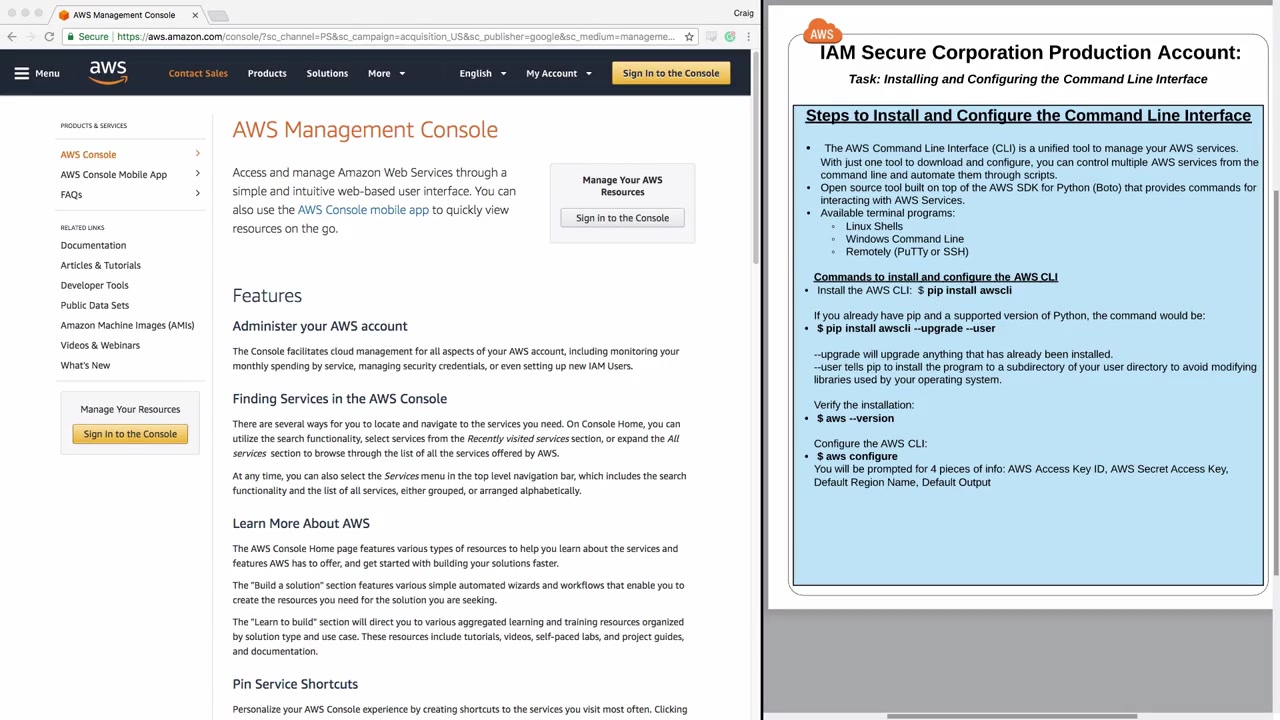 AWS Management Console
Craig
Secure
https://aws.amazon.com/console/?sc_channel=PS&sc_campaign=acquisition_US&sc_publisher=google&sc_medium=manageme...
Menu
aws
Contact Sales
Products
Solutions
More
English
My Account
Sign In to the Console
PRODUCTS & SERVICES
AWS Console
AWS Console Mobile App
FAQs
RELATED LINKS
Documentation
Articles & Tutorials
Developer Tools
Public Data Sets
Amazon Machine Images (AMIs)
Videos & Webinars
What's New
Manage Your Resources
Sign In to the Console
AWS Management Console
Access and manage Amazon Web Services through a
simple and intuitive web-based user interface. You can
also use the AWS Console mobile app to quickly view
resources on the go.
Manage Your AWS
Resources
Sign in to the Console
Features
Administer your AWS account
The Console facilitates cloud management for all aspects of your AWS account, including monitoring your
monthly spending by service, managing security credentials, or even setting up new IAM Users.
Finding Services in the AWS Console
There are several ways for you to locate and navigate to the services you need. On Console Home, you can
utilize the search functionality, select services from the Recently visited services section, or expand the All
services section to browse through the list of all the services offered by AWS.
At any time, you can also select the Services menu in the top level navigation bar, which includes the search
functionality and the list of all services, either grouped, or arranged alphabetically.
Learn More About AWS
The AWS Console Home page features various types of resources to help you learn about the services and
features AWS has to offer, and get started with building your solutions faster.
The "Build a solution" section features various simple automated wizards and workflows that enable you to
create the resources you need for the solution you are seeking.
The "Learn to build" section will direct you to various aggregated learning and training resources organized
by solution type and use case. These resources include tutorials, videos, self-paced labs, and project guides,
and documentation.
Pin Service Shortcuts
Personalize your AWS Console experience by creating shortcuts to the services you visit most often. Clicking
AWS
IAM Secure Corporation Production Account:
Task: Installing and Configuring the Command Line Interface
Steps to Install and Configure the Command Line Interface
• The AWS Command Line Interface (CLI) is a unified tool to manage your AWS services.
With just one tool to download and configure, you can control multiple AWS services from the
command line and automate them through scripts.
• Open source tool built on top of the AWS SDK for Python (Boto) that provides commands for
interacting with AWS Services.
• Available terminal programs:
◦ Linux Shells
◦ Windows Command Line
◦ Remotely (PuTTy or SSH)
Commands to install and configure the AWS CLI
• Install the AWS CLI: $ pip install awscli
If you already have pip and a supported version of Python, the command would be:
• $ pip install awscli --upgrade --user
--upgrade will upgrade anything that has already been installed.
--user tells pip to install the program to a subdirectory of your user directory to avoid modifying
libraries used by your operating system.
Verify the installation:
• $ aws --version
Configure the AWS CLI:
• $ aws configure
You will be prompted for 4 pieces of info: AWS Access Key ID, AWS Secret Access Key,
Default Region Name, Default Output